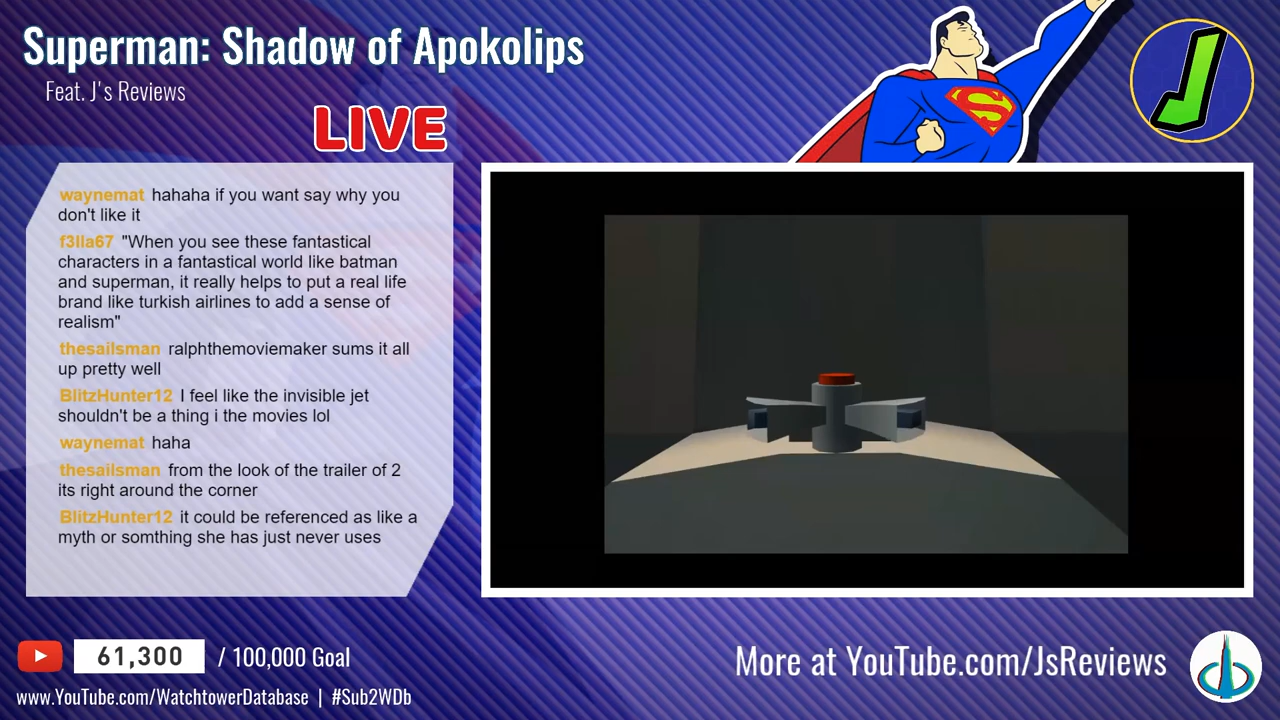 Superman: Shadow of Apokolips
Feat. J's Reviews
LIVE
waynemat hahaha if you want say why you
don't like it
f3lla67 "When you see these fantastical
characters in a fantastical world like batman
and superman, it really helps to put a real life
brand like turkish airlines to add a sense of
realism"
thesailsman ralphthemoviemaker sums it all
up pretty well
BlitzHunter12 I feel like the invisible jet
shouldn't be a thing i the movies lol
waynemat haha
thesailsman from the look of the trailer of 2
its right around the corner
BlitzHunter12 it could be referenced as like a
myth or somthing she has just never uses
J
S
61,300 / 100,000 Goal
www.YouTube.com/WatchtowerDatabase | #Sub2WDb
More at YouTube.com/JsReviews